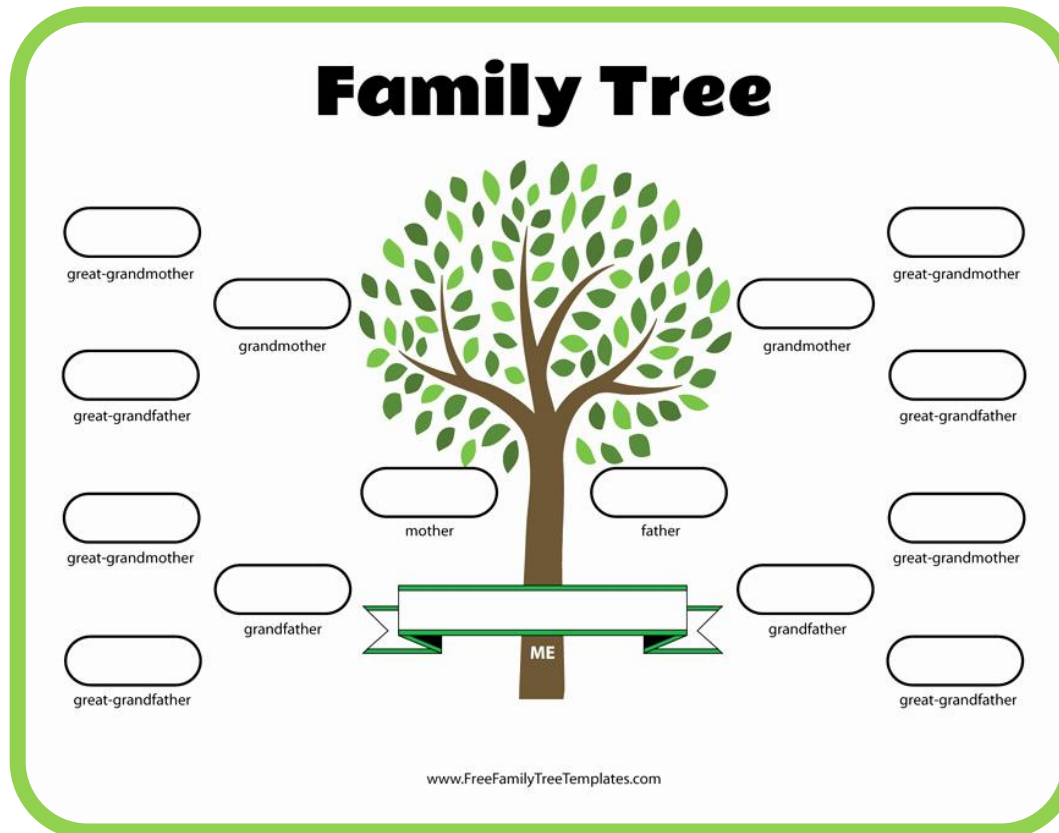 Family Tree
great-grandmother
great-grandmother
grandmother
grandmother
great-grandfather
great-grandfather
mother
father
great-grandmother
great-grandmother
grandfather
grandfather
ME
great-grandfather
great-grandfather
www.FreeFamilyTreeTemplates.com